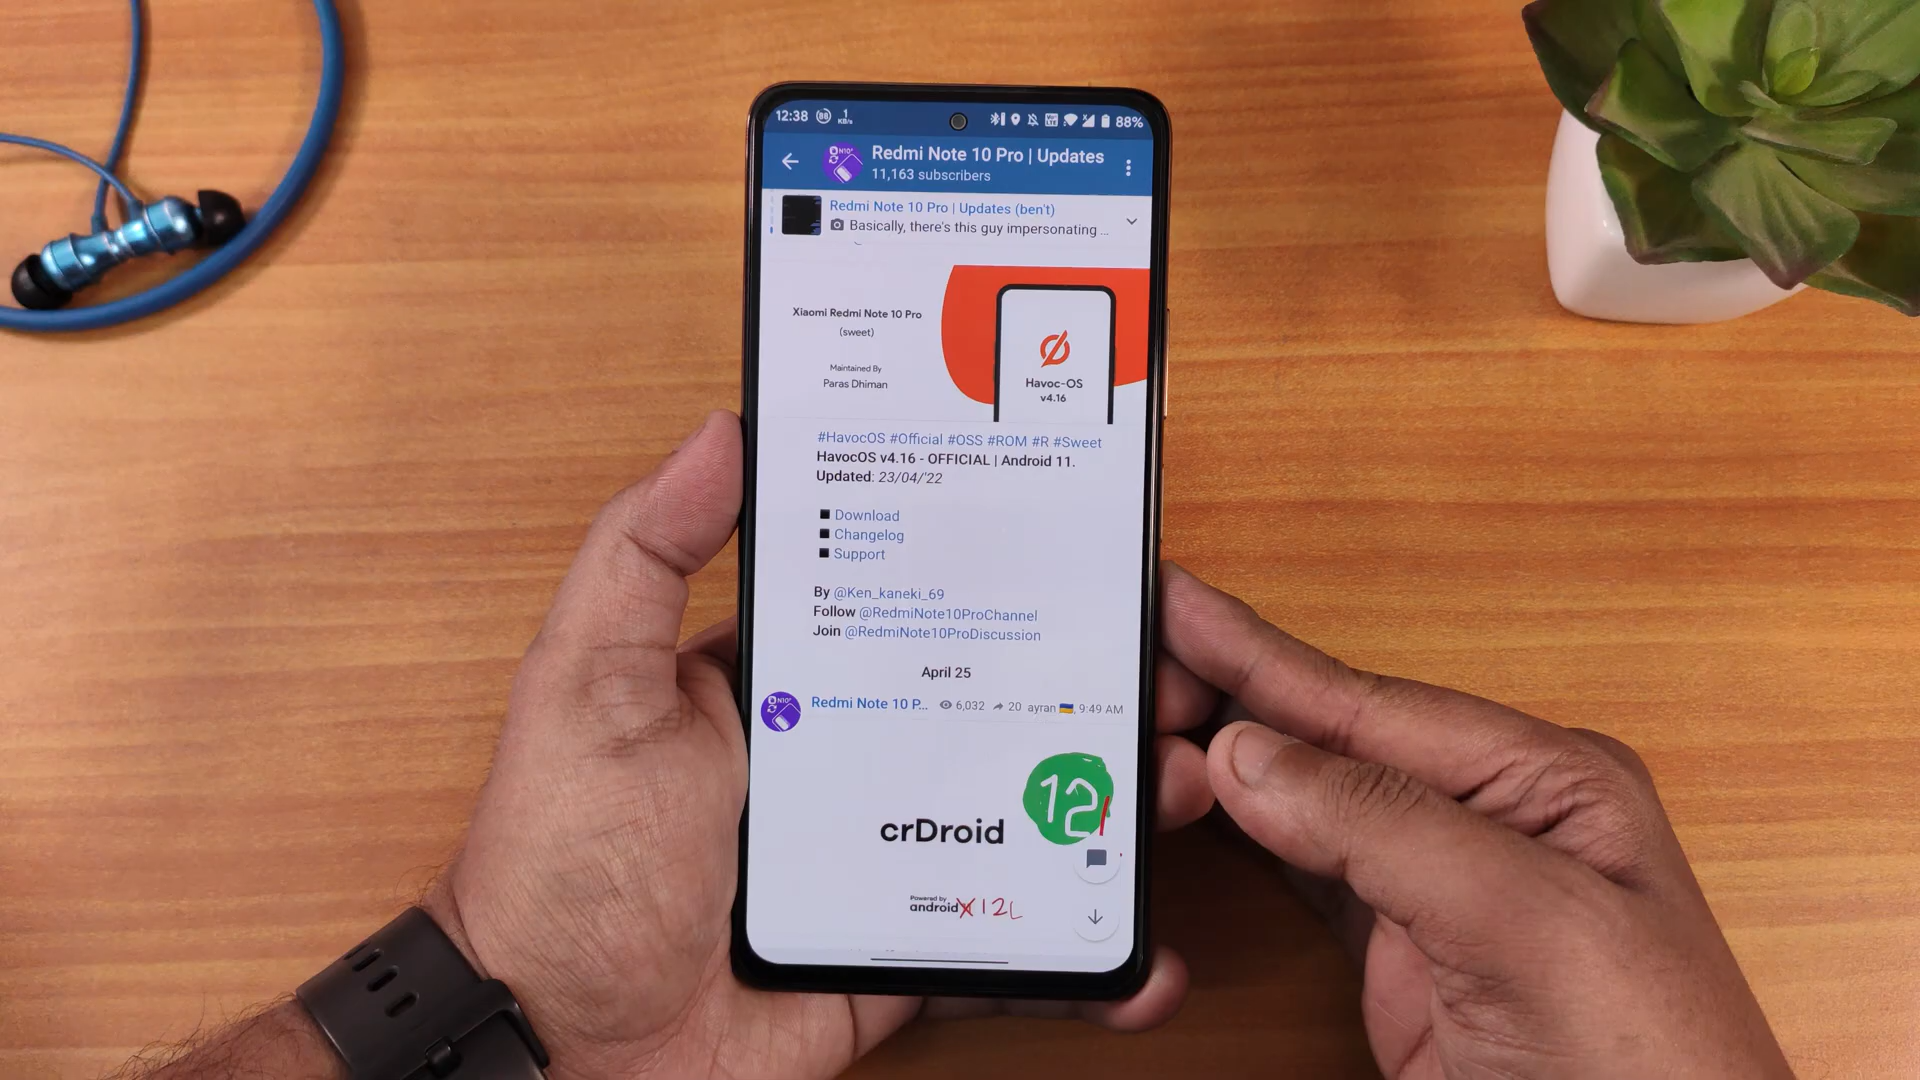 12:38 88 1 KB/s 88%
Redmi Note 10 Pro | Updates
11,163 subscribers
Redmi Note 10 Pro | Updates (ben't)
Basically, there's this guy impersonating ...
Xiaomi Redmi Note 10 Pro
(sweet)
Maintained By
Paras Dhiman
Havoc-OS
v4.16
#HavocOS #Official #OSS #ROM #R #Sweet
HavocOS v4.16 - OFFICIAL | Android 11.
Updated: 23/04/'22
Download
Changelog
Support
By @Ken_kaneki_69
Follow @RedmiNote10ProChannel
Join @RedmiNote10ProDiscussion
April 25
Redmi Note 10 P... 6,032 20 ayran 🇺🇦, 9:49 AM
12
crDroid
Powered by
android 12L